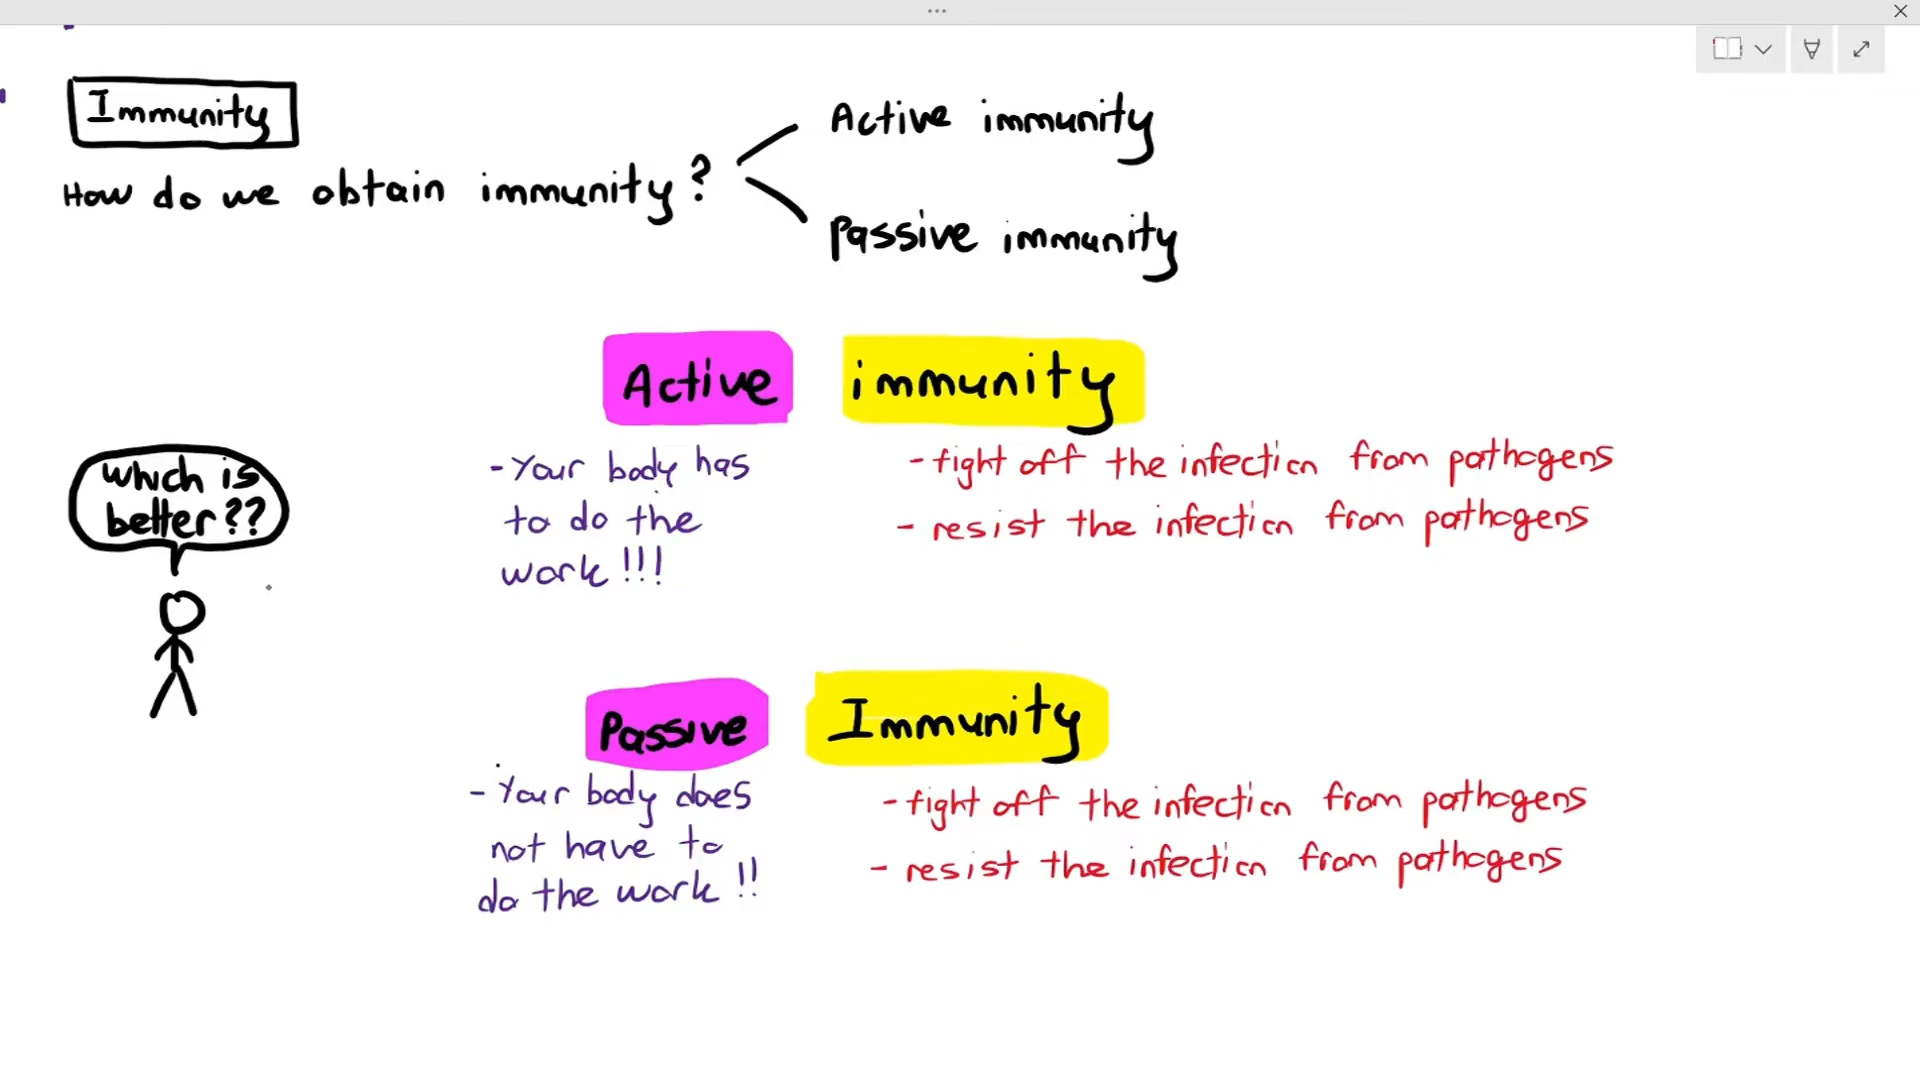 Immunity
How do we obtain immunity?
Active immunity
Passive immunity
Active immunity
- Your body has
to do the
work!!!
- fight off the infection from pathogens
- resist the infection from pathogens
Which is
better??
Passive Immunity
- Your body does
not have to
do the work!!
- fight off the infection from pathogens
- resist the infection from pathogens